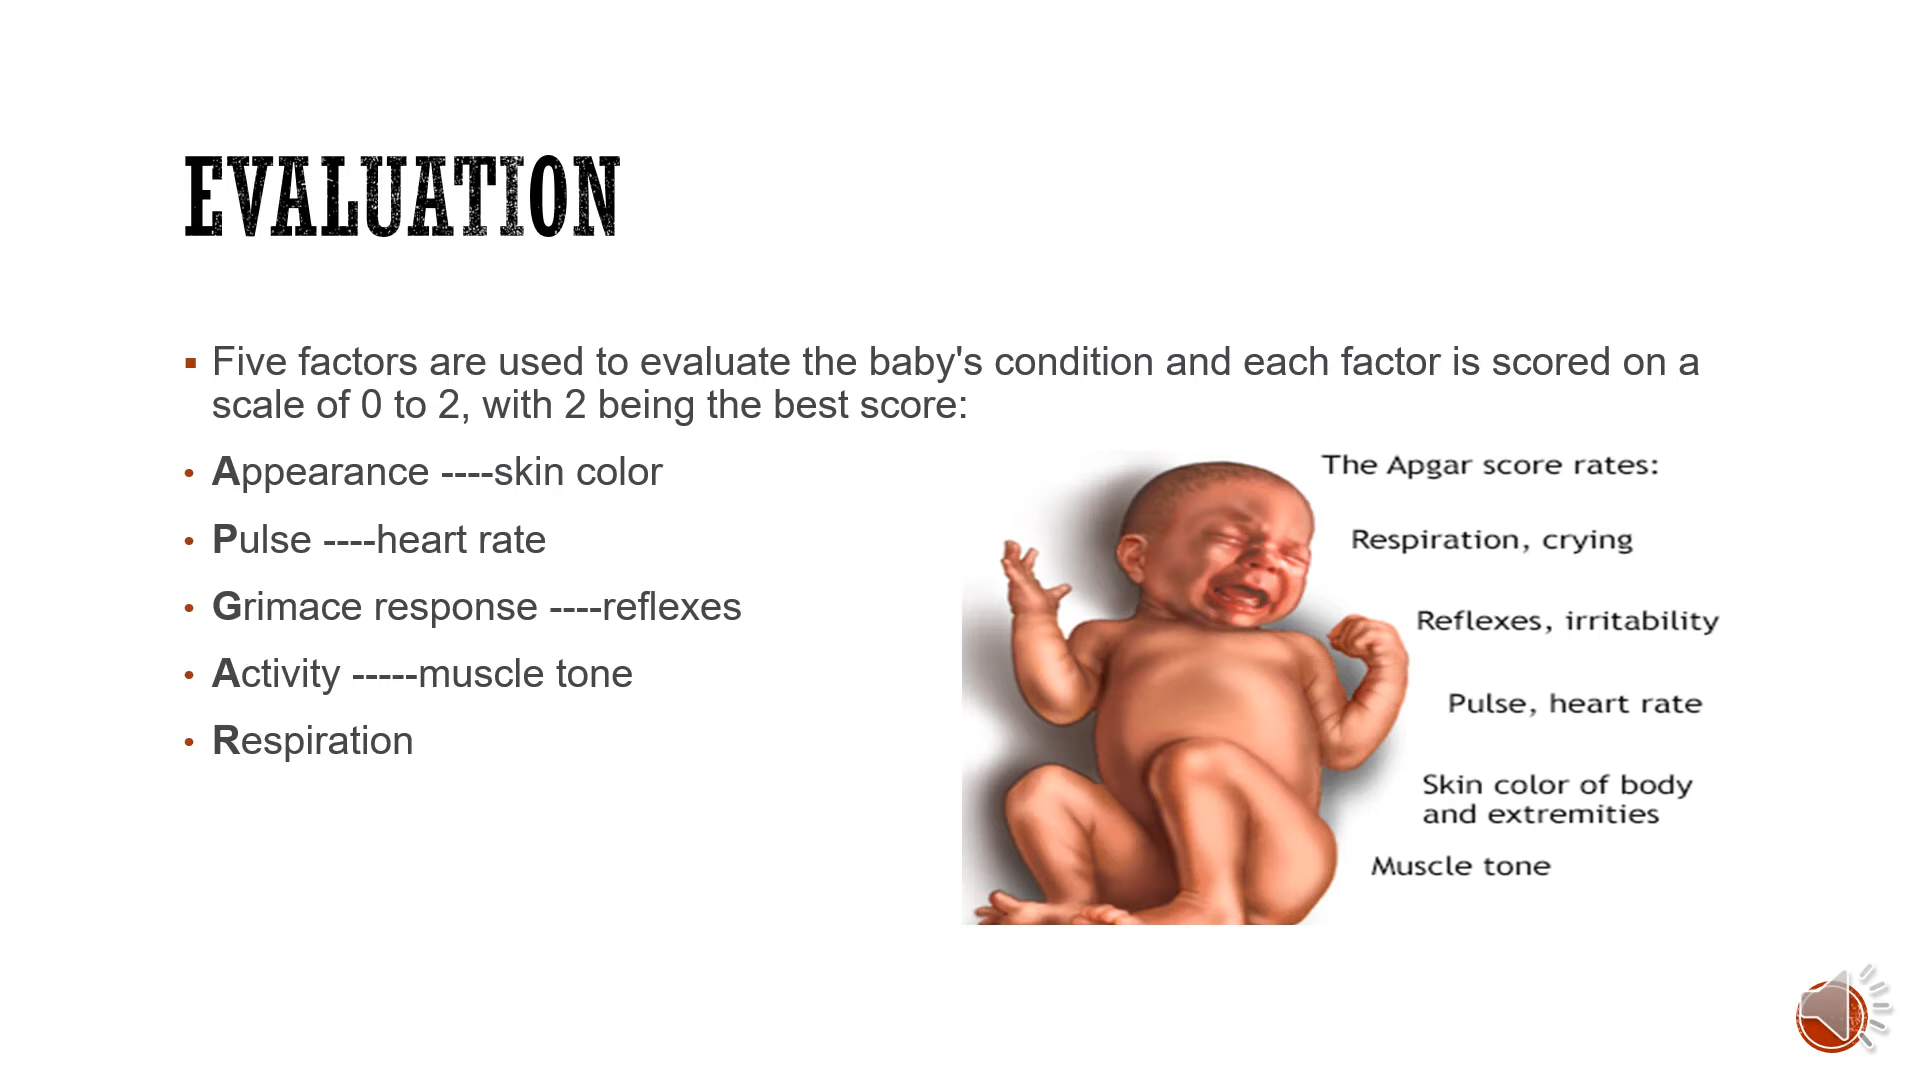 EVALUATION
▪ Five factors are used to evaluate the baby's condition and each factor is scored on a
scale of 0 to 2, with 2 being the best score:
• Appearance ----skin color
• Pulse ----heart rate
• Grimace response ----reflexes
• Activity -----muscle tone
• Respiration
The Apgar score rates:
Respiration, crying
Reflexes, irritability
Pulse, heart rate
Skin color of body
and extremities
Muscle tone